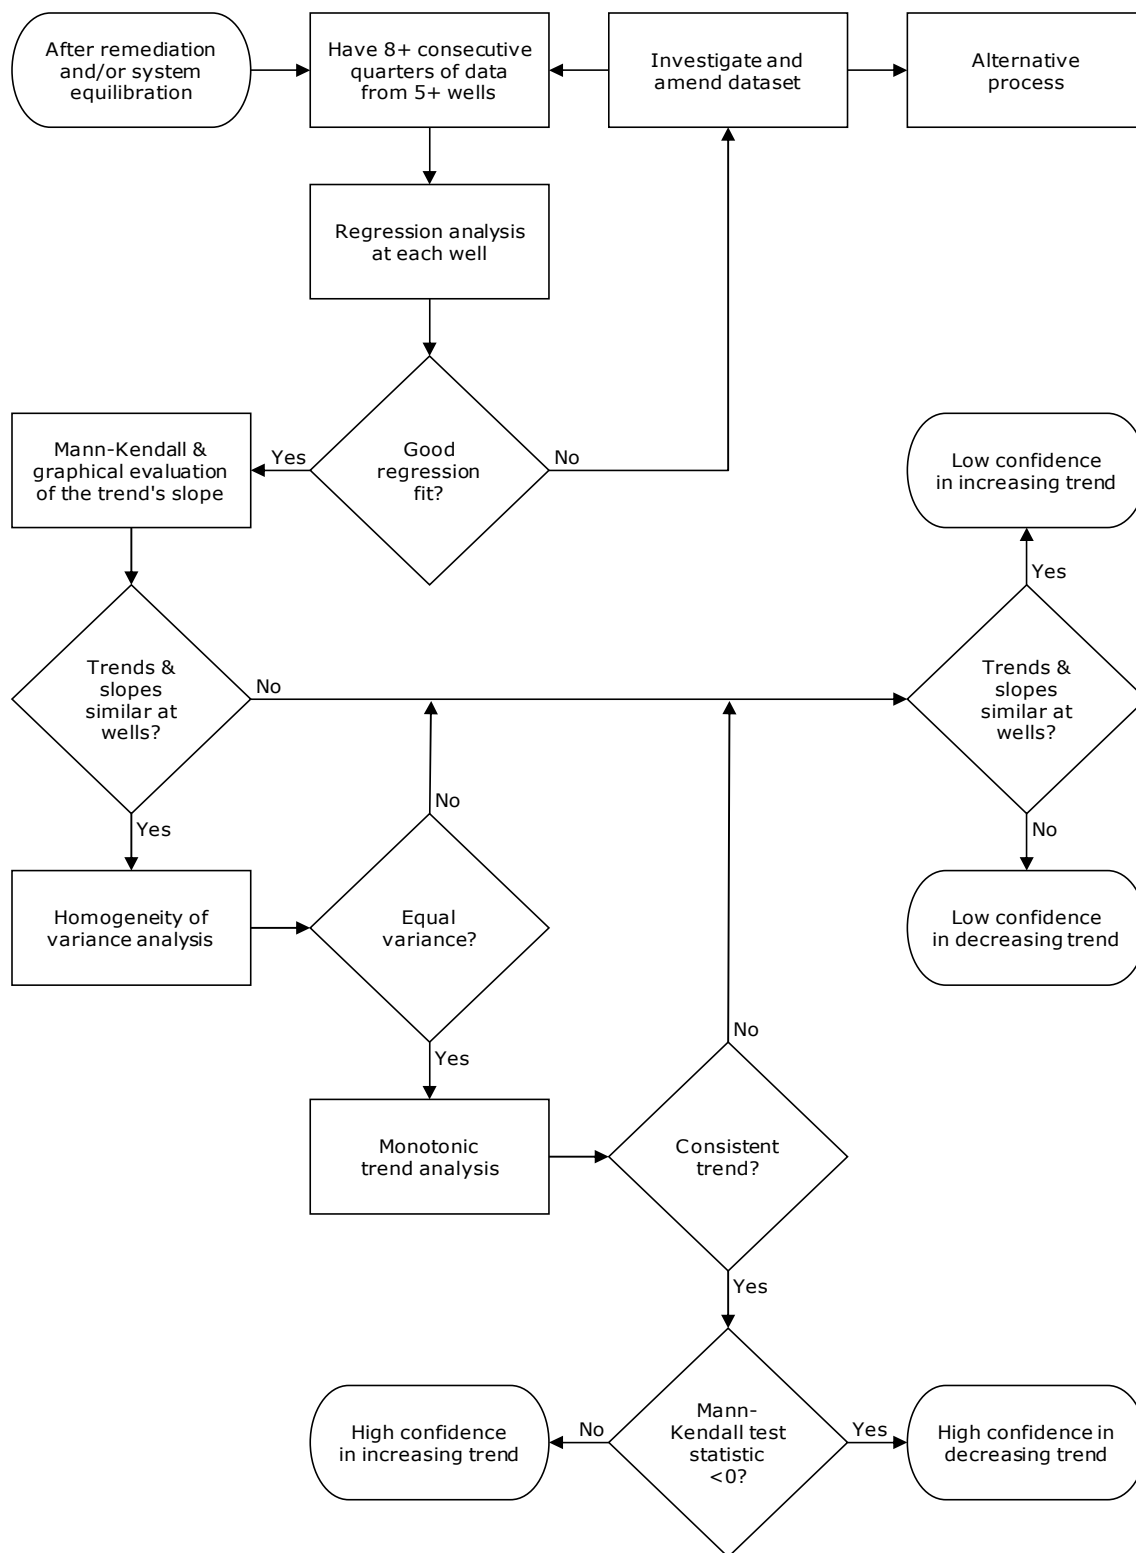 After remediation
and/or system
equilibration
Have 8+ consecutive
quarters of data
from 5+ wells
Investigate and
amend dataset
Alternative
process
Regression analysis
at each well
Good
regression
fit?
Yes
No
Mann-Kendall &
graphical evaluation
of the trend's slope
Low confidence
in increasing trend
Yes
Trends &
slopes
similar at
wells?
No
Trends &
slopes
similar at
wells?
No
Yes
No
Homogeneity of
variance analysis
Equal
variance?
Low confidence
in decreasing trend
Yes
No
Monotonic
trend analysis
Consistent
trend?
Yes
Mann-
Kendall test
statistic
<0?
No
Yes
High confidence
in increasing trend
High confidence in
decreasing trend